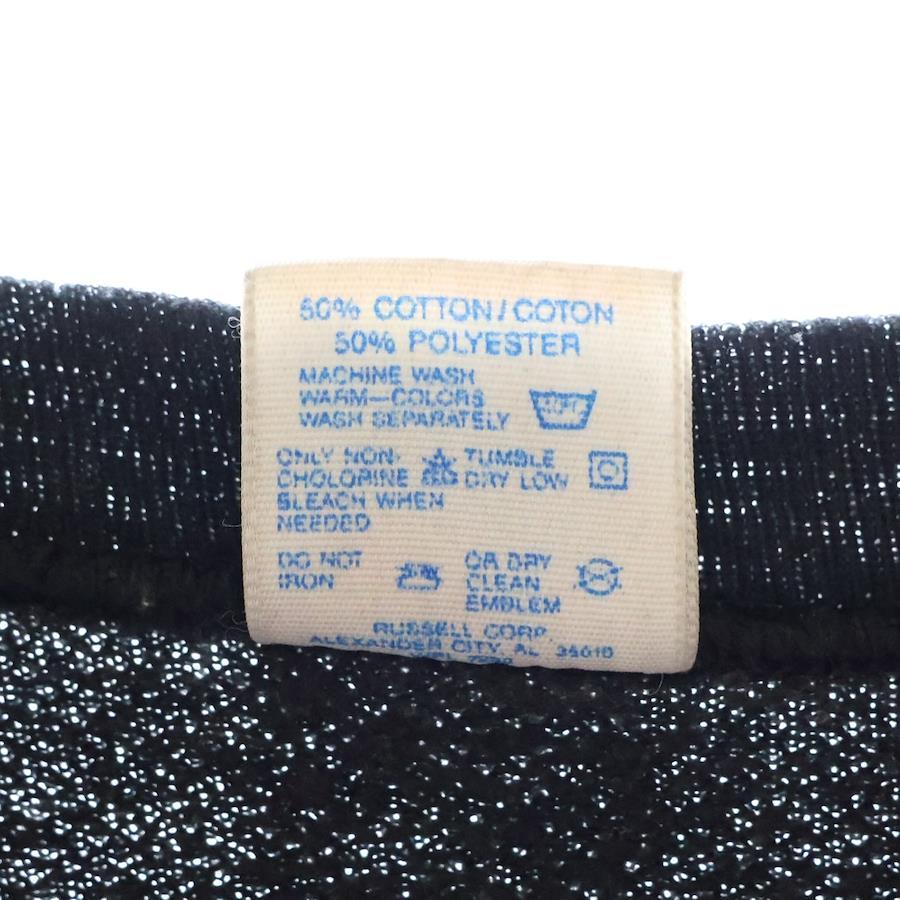 50% COTTON/COTON
50% POLYESTER
MACHINE WASH
WARM—COLORS
WASH SEPARATELY
ONLY NON-
CHOLORINE
BLEACH WHEN
NEEDED
TUMBLE
DRY LOW
DO NOT
IRON
OR DRY
CLEAN
EMBLEM
RUSSELL CORP.
ALEXANDER CITY, AL 35010